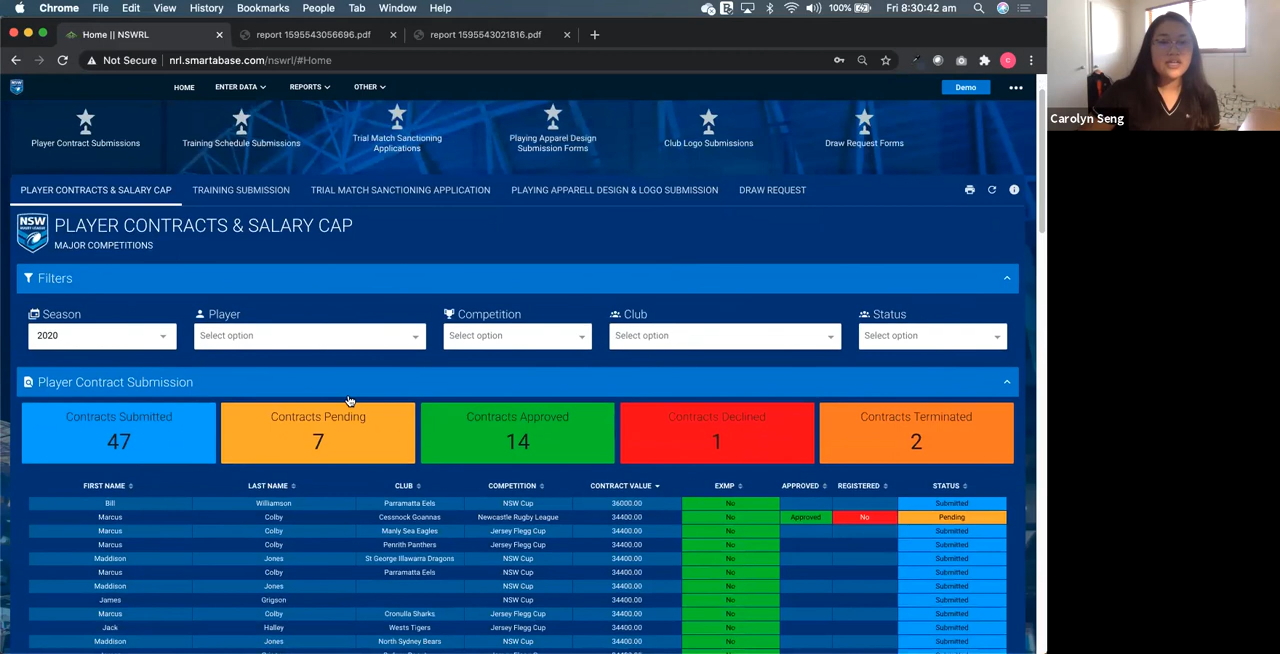 Chrome File Edit View History Bookmarks People Tab Window Help 100% Fri 8:30:42 am
Home || NSWRL report 1595543056696.pdf report 1595543021816.pdf
Not Secure nrl.smartabase.com/nswrl/#Home C
Carolyn Seng
HOME ENTER DATA REPORTS OTHER Demo
Player Contract Submissions
Training Schedule Submissions
Trial Match Sanctioning
Applications
Playing Apparel Design
Submission Forms
Club Logo Submissions
Draw Request Forms
PLAYER CONTRACTS & SALARY CAP TRAINING SUBMISSION TRIAL MATCH SANCTIONING APPLICATION PLAYING APPARELL DESIGN & LOGO SUBMISSION DRAW REQUEST
NSW PLAYER CONTRACTS & SALARY CAP
MAJOR COMPETITIONS
Filters
Season Player Competition Club Status
2020 Select option Select option Select option Select option
Player Contract Submission
Contracts Submitted Contracts Pending Contracts Approved Contracts Declined Contracts Terminated
47 7 14 1 2
FIRST NAME LAST NAME CLUB COMPETITION CONTRACT VALUE EXMP APPROVED REGISTERED STATUS
Bill Williamson Parramatta Eels NSW Cup 36000.00 No Submitted
Marcus Colby Cessnock Goannas Newcastle Rugby League 34400.00 No Approved No Pending
Marcus Colby Manly Sea Eagles Jersey Flegg Cup 34400.00 No Submitted
Marcus Colby Penrith Panthers Jersey Flegg Cup 34400.00 No Submitted
Maddison Jones St George Illawarra Dragons NSW Cup 34400.00 No Submitted
Marcus Colby Parramatta Eels NSW Cup 34400.00 No Submitted
Maddison Jones NSW Cup 34400.00 No Submitted
James Grigson NSW Cup 34400.00 No Submitted
Marcus Colby Cronulla Sharks Jersey Flegg Cup 34400.00 No Submitted
Jack Halley Wests Tigers Jersey Flegg Cup 34400.00 No Submitted
Maddison Jones North Sydney Bears NSW Cup 34400.00 No Submitted